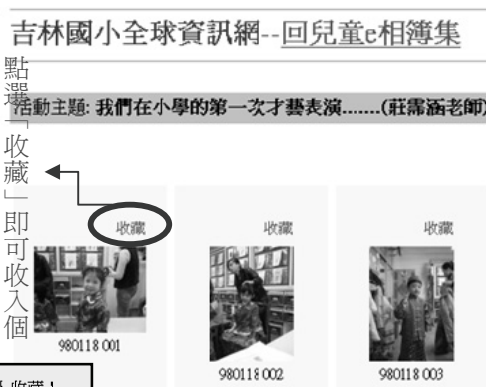 吉林國小全球資訊網--回兒童e相簿集
活動主題: 我們在小學的第一次才藝表演.......(莊霈涵老師)
點選「收藏」即可收入個
收藏
收藏
收藏
980118 001
980118 002
980118 003
收藏！